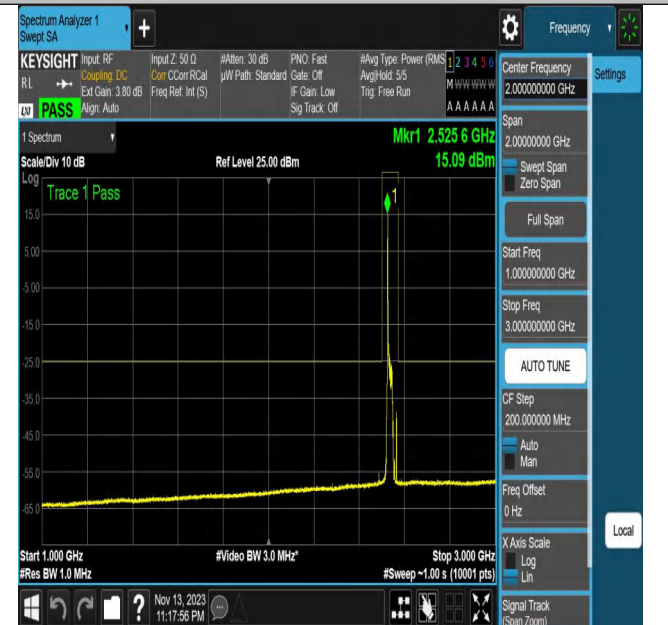 Spectrum Analyzer 1
Swept SA
+
Frequency
KEYSIGHT
RL
LXI
PASS
Input: RF
Coupling: DC
Ext Gain: 3.80 dB
Align: Auto
Input Z: 50 Ω
Corr CCorr RCal
Freq Ref: Int (S)
#Atten: 30 dB
µW Path: Standard
PNO: Fast
Gate: Off
IF Gain: Low
Sig Track: Off
#Avg Type: Power (RMS
Avg|Hold: 5/5
Trig: Free Run
1 2 3 4 5 6
M W W W W W
A A A A A A
1 Spectrum
Scale/Div 10 dB
Log
Ref Level 25.00 dBm
Mkr1 2.525 6 GHz
15.09 dBm
Trace 1 Pass
1
15.0
5.00
-5.00
-15.0
-25.0
-35.0
-45.0
-55.0
-65.0
Start 1.000 GHz
#Res BW 1.0 MHz
#Video BW 3.0 MHz*
Stop 3.000 GHz
#Sweep ~1.00 s (10001 pts)
?
Nov 13, 2023
11:17:56 PM
Center Frequency
2.000000000 GHz
Settings
Span
2.00000000 GHz
Swept Span
Zero Span
Full Span
Start Freq
1.000000000 GHz
Stop Freq
3.000000000 GHz
AUTO TUNE
CF Step
200.000000 MHz
Auto
Man
Freq Offset
0 Hz
X Axis Scale
Log
Lin
Local
Signal Track
(Span Zoom)